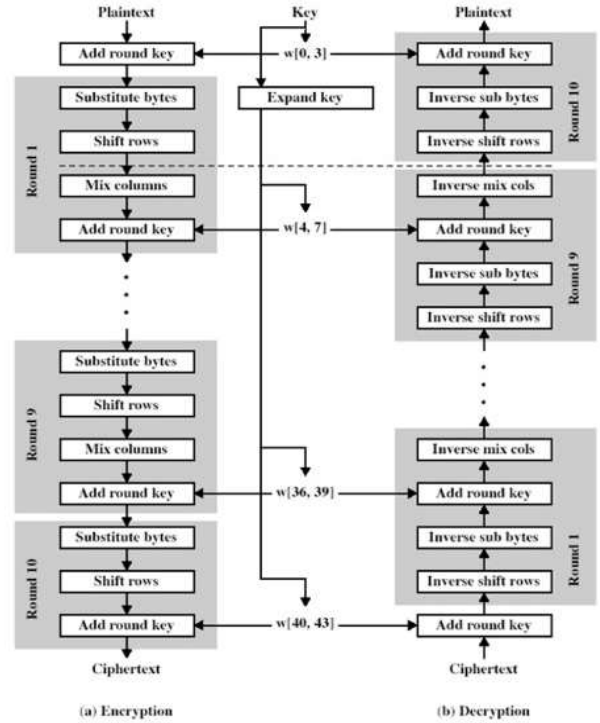 Plaintext
Key
Plaintext
Add round key
w[0, 3]
Add round key
Substitute bytes
Expand key
Inverse sub bytes
Round 10
Round 1
Shift rows
Inverse shift rows
Mix columns
Inverse mix cols
Add round key
w[4, 7]
Add round key
Round 9
Inverse sub bytes
Inverse shift rows
Substitute bytes
Round 9
Shift rows
Mix columns
Inverse mix cols
Add round key
w[36, 39]
Add round key
Substitute bytes
Inverse sub bytes
Round 1
Round 10
Shift rows
Inverse shift rows
Add round key
w[40, 43]
Add round key
Ciphertext
Ciphertext
(a) Encryption
(b) Decryption